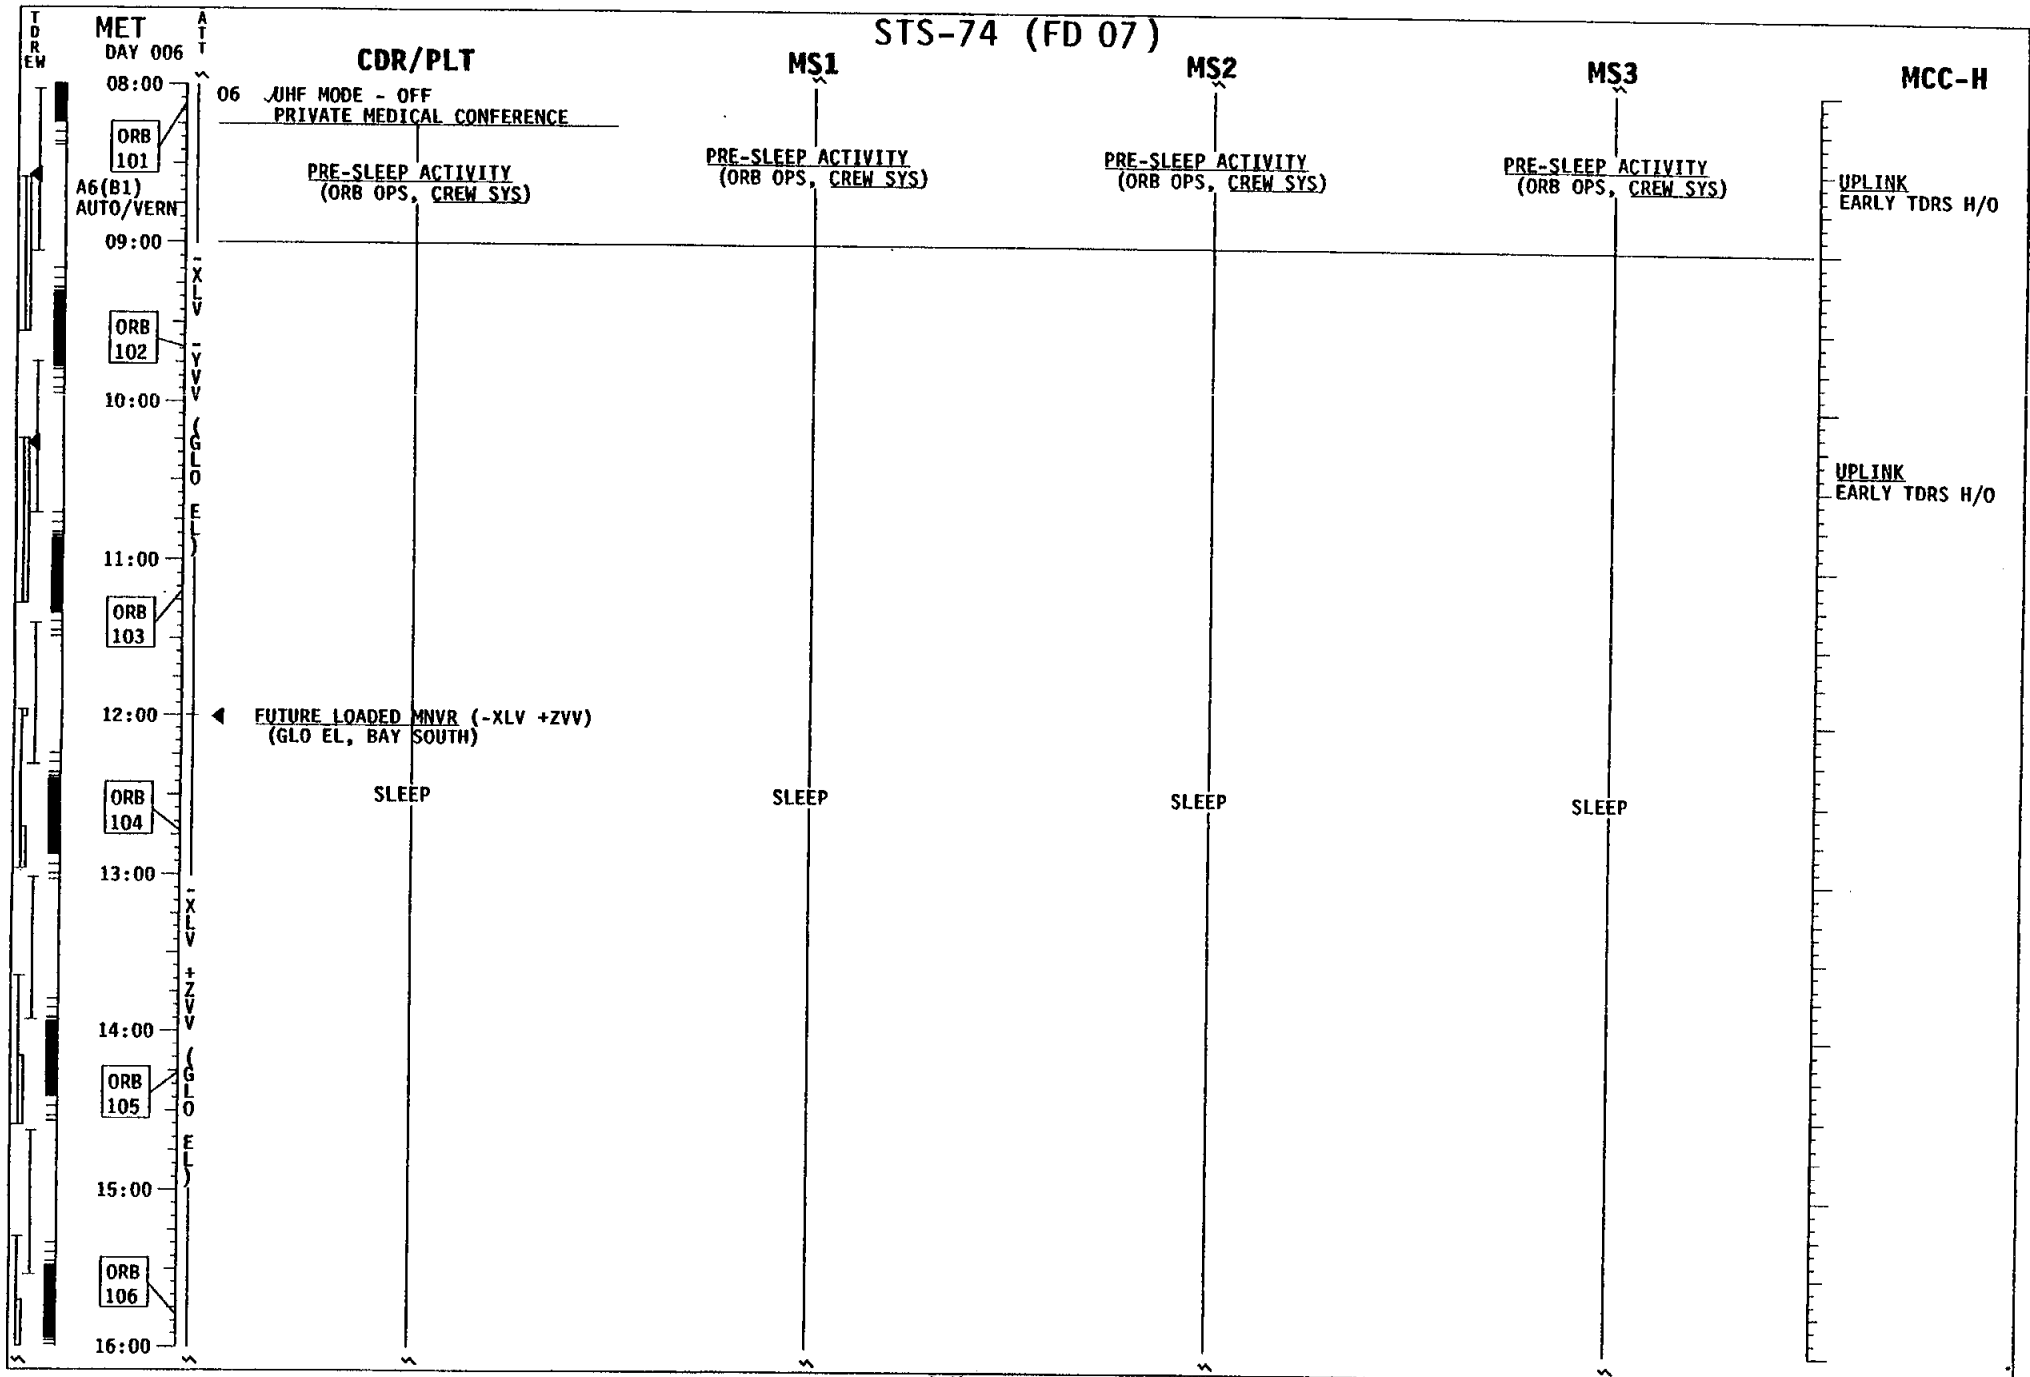 STS-74 (FD 07)
TDRE W
MET
DAY 006
ATT
CDR/PLT
MS1
MS2
MS3
MCC-H
08:00
06 √UHF MODE - OFF
PRIVATE MEDICAL CONFERENCE
ORB
101
PRE-SLEEP ACTIVITY
(ORB OPS, CREW SYS)
PRE-SLEEP ACTIVITY
(ORB OPS, CREW SYS)
PRE-SLEEP ACTIVITY
(ORB OPS, CREW SYS)
PRE-SLEEP ACTIVITY
(ORB OPS, CREW SYS)
UPLINK
EARLY TDRS H/O
A6(B1)
AUTO/VERN
09:00
-XLV -YVV (GLO EL)
ORB
102
10:00
UPLINK
EARLY TDRS H/O
11:00
ORB
103
12:00
FUTURE LOADED MNVR (-XLV +ZVV)
(GLO EL, BAY SOUTH)
ORB
104
SLEEP
SLEEP
SLEEP
SLEEP
13:00
-XLV +ZVV (GLO EL)
14:00
ORB
105
15:00
ORB
106
16:00